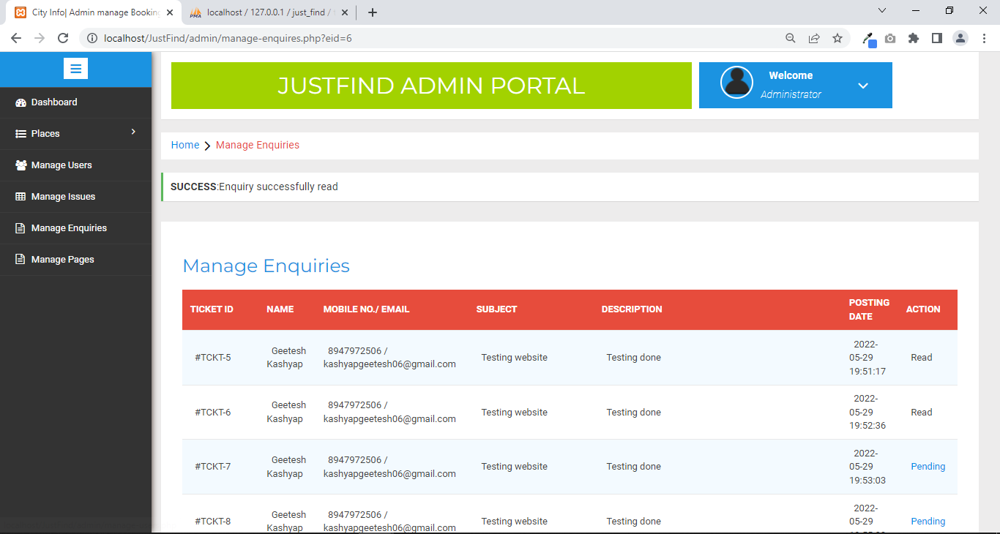 City Info| Admin manage Booking
localhost / 127.0.0.1 / just_find /
localhost/JustFind/admin/manage-enquires.php?eid=6
JUSTFIND ADMIN PORTAL
Welcome
Administrator
Dashboard
Places
Manage Users
Manage Issues
Manage Enquiries
Manage Pages
Home
Manage Enquiries
SUCCESS:Enquiry successfully read
Manage Enquiries
TICKET ID NAME MOBILE NO./ EMAIL SUBJECT DESCRIPTION POSTING DATE ACTION
#TCKT-5 Geetesh Kashyap 8947972506 / kashyapgeetesh06@gmail.com Testing website Testing done 2022-05-29 19:51:17 Read
#TCKT-6 Geetesh Kashyap 8947972506 / kashyapgeetesh06@gmail.com Testing website Testing done 2022-05-29 19:52:36 Read
#TCKT-7 Geetesh Kashyap 8947972506 / kashyapgeetesh06@gmail.com Testing website Testing done 2022-05-29 19:53:03 Pending
#TCKT-8 Geetesh Kashyap 8947972506 / kashyapgeetesh06@gmail.com Testing website Testing done 2022-05-29 Pending